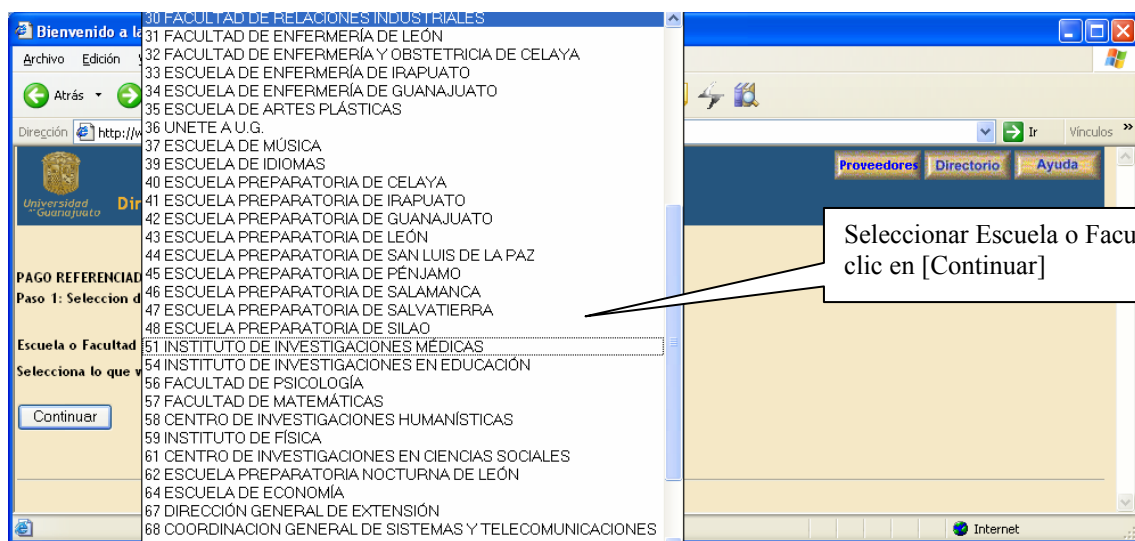 Bienvenido a la
Archivo Edición
Atrás
Dirección http://w
Ir Vínculos »
Universidad
de Guanajuato
Dir
Proveedores Directorio Ayuda
PAGO REFERENCIAD
Paso 1: Seleccion d
Escuela o Facultad
Selecciona lo que v
Continuar
30 FACULTAD DE RELACIONES INDUSTRIALES
31 FACULTAD DE ENFERMERÍA DE LEÓN
32 FACULTAD DE ENFERMERÍA Y OBSTETRICIA DE CELAYA
33 ESCUELA DE ENFERMERÍA DE IRAPUATO
34 ESCUELA DE ENFERMERÍA DE GUANAJUATO
35 ESCUELA DE ARTES PLÁSTICAS
36 UNETE A U.G.
37 ESCUELA DE MÚSICA
39 ESCUELA DE IDIOMAS
40 ESCUELA PREPARATORIA DE CELAYA
41 ESCUELA PREPARATORIA DE IRAPUATO
42 ESCUELA PREPARATORIA DE GUANAJUATO
43 ESCUELA PREPARATORIA DE LEÓN
44 ESCUELA PREPARATORIA DE SAN LUIS DE LA PAZ
45 ESCUELA PREPARATORIA DE PÉNJAMO
46 ESCUELA PREPARATORIA DE SALAMANCA
47 ESCUELA PREPARATORIA DE SALVATIERRA
48 ESCUELA PREPARATORIA DE SILAO
51 INSTITUTO DE INVESTIGACIONES MÉDICAS
54 INSTITUTO DE INVESTIGACIONES EN EDUCACIÓN
56 FACULTAD DE PSICOLOGÍA
57 FACULTAD DE MATEMÁTICAS
58 CENTRO DE INVESTIGACIONES HUMANÍSTICAS
59 INSTITUTO DE FÍSICA
61 CENTRO DE INVESTIGACIONES EN CIENCIAS SOCIALES
62 ESCUELA PREPARATORIA NOCTURNA DE LEÓN
64 ESCUELA DE ECONOMÍA
67 DIRECCIÓN GENERAL DE EXTENSIÓN
68 COORDINACION GENERAL DE SISTEMAS Y TELECOMUNICACIONES
Seleccionar Escuela o Facu
clic en [Continuar]
Internet